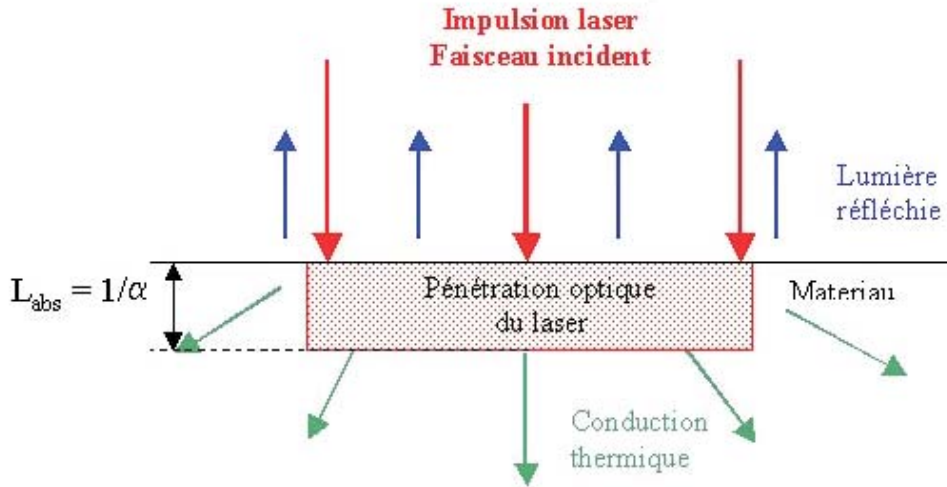 Impulsion laser
Faisceau incident
Lumière
réfléchie
L_abs = 1/α
Pénétration optique
du laser
Materiau
Conduction
thermique